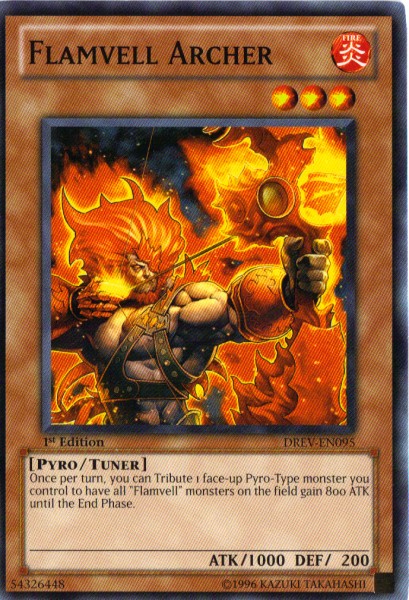 FLAMVELL ARCHER
FIRE
炎
1st Edition
DREV-EN095
[PYRO/TUNER]
Once per turn, you can Tribute 1 face-up Pyro-Type monster you
control to have all "Flamvell" monsters on the field gain 800 ATK
until the End Phase.
ATK/1000 DEF/ 200
54326448
©1996 KAZUKI TAKAHASHI